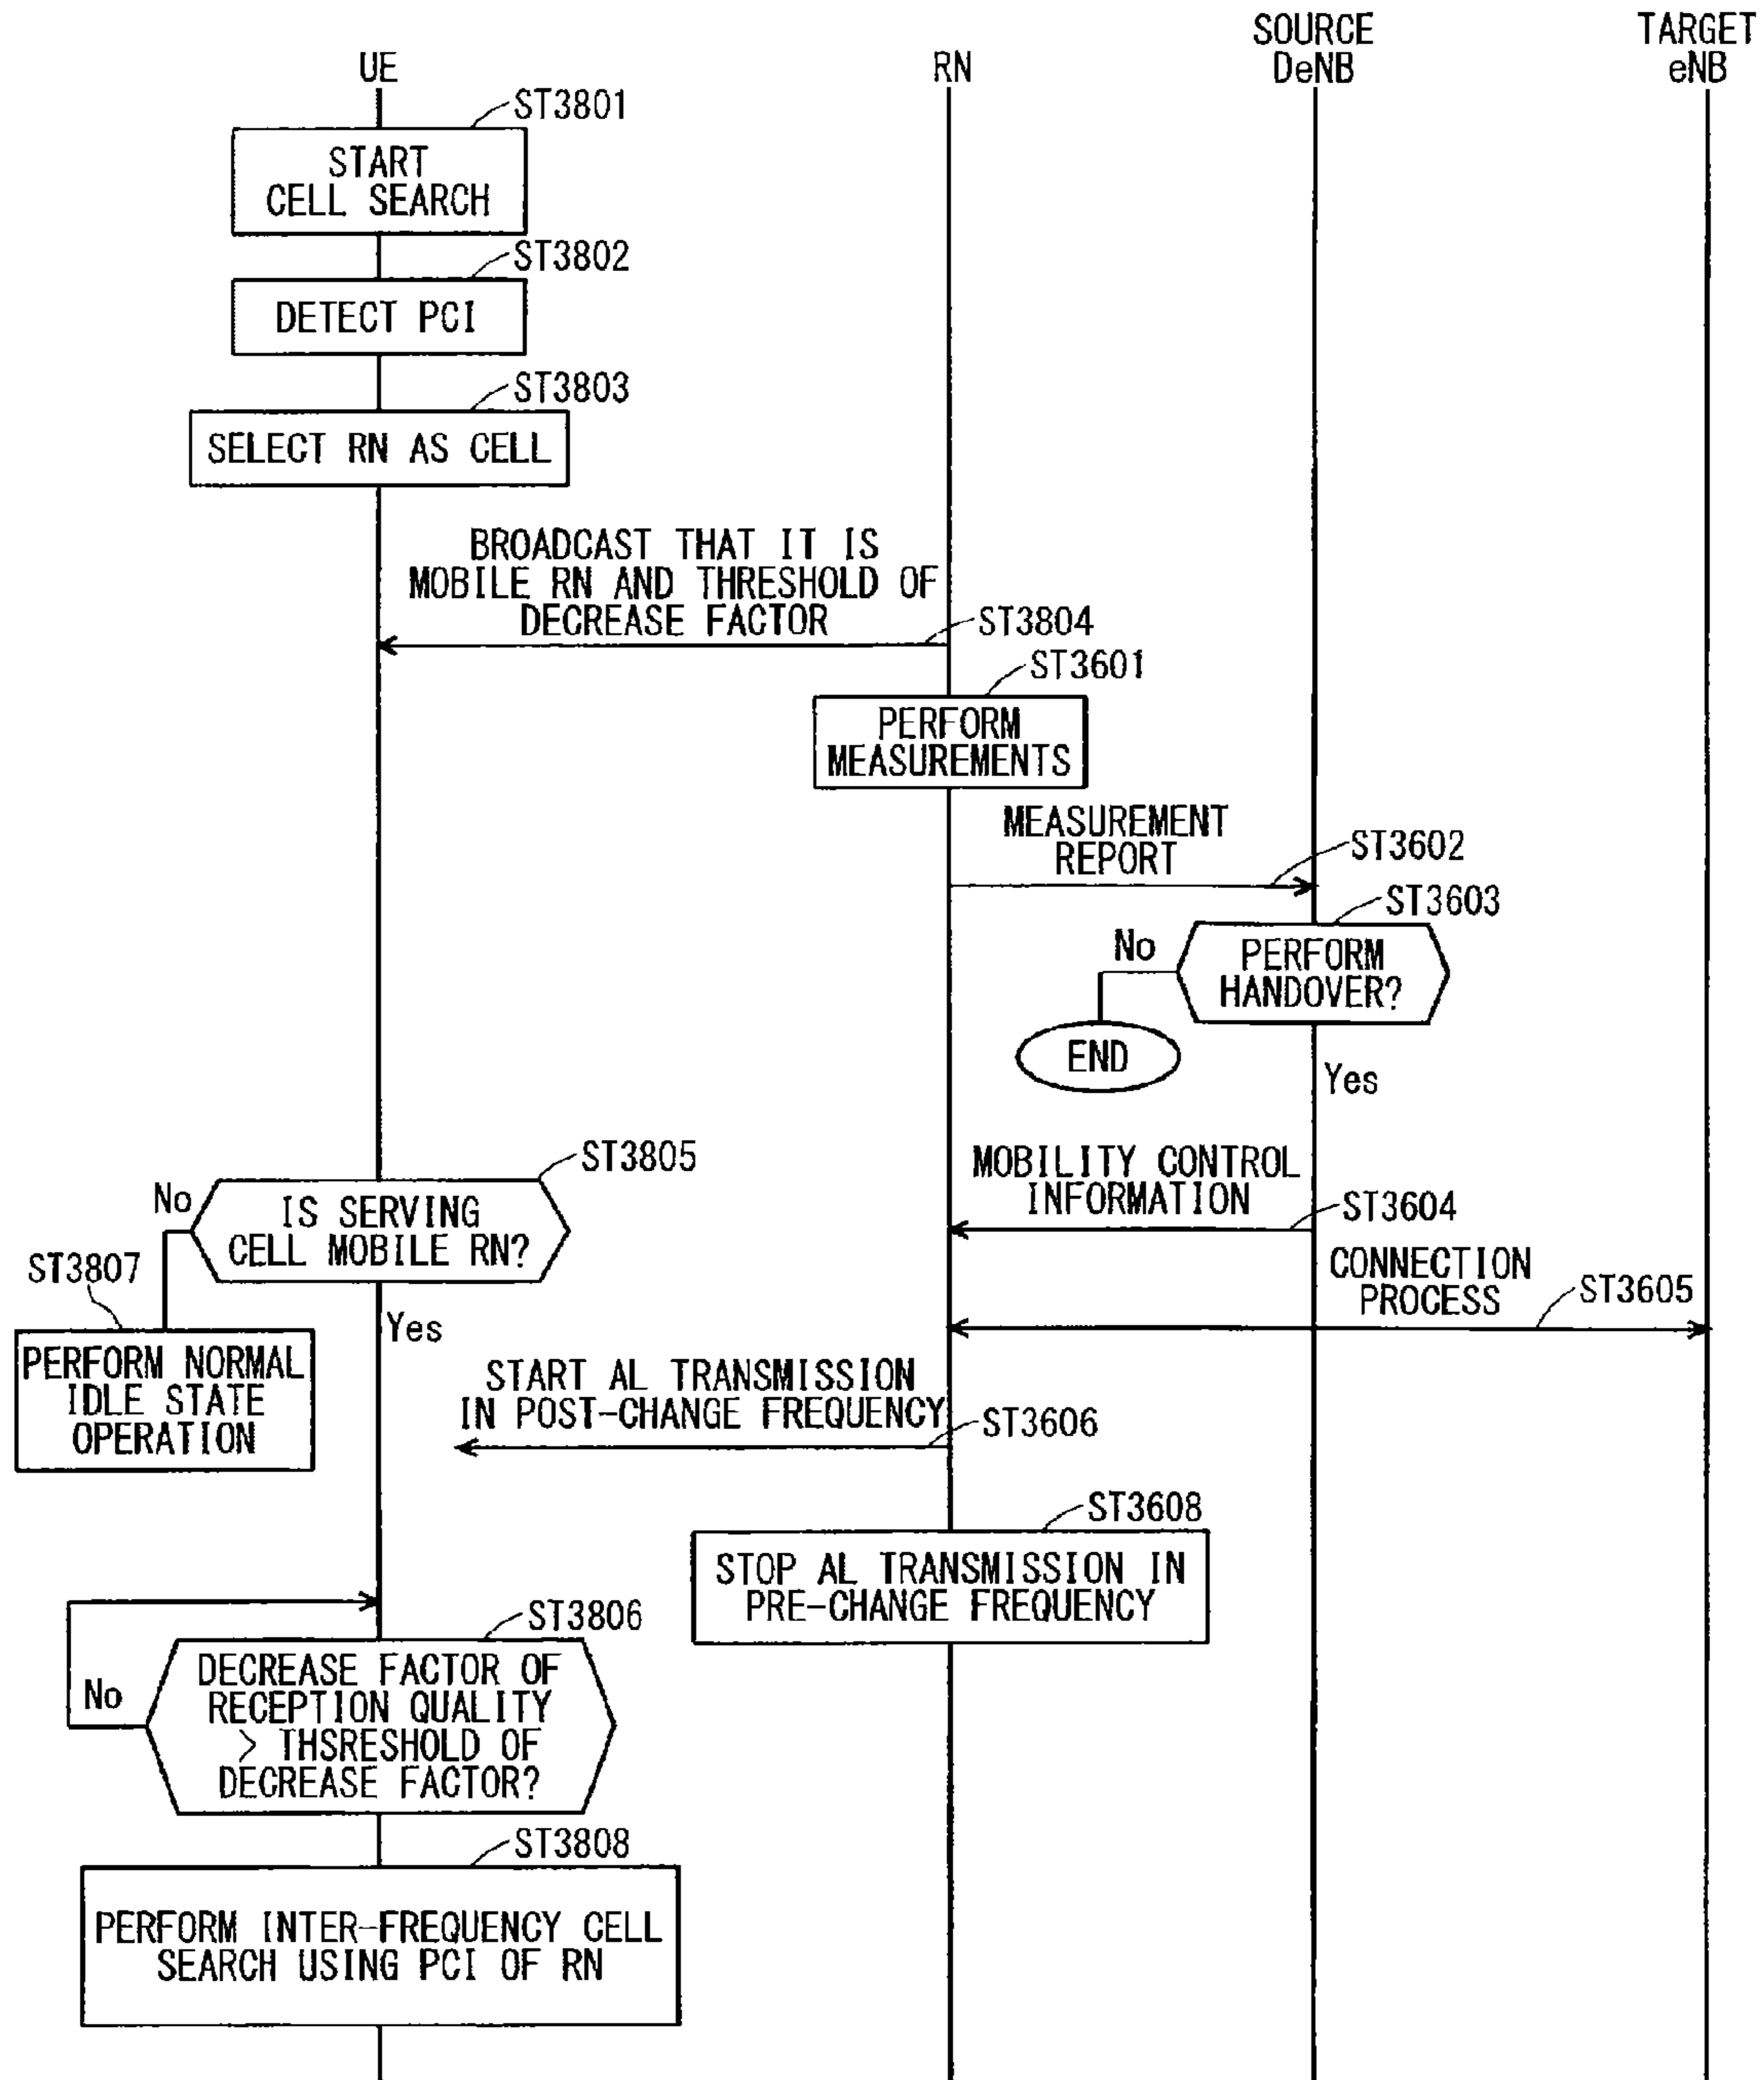 SOURCE
DeNB
TARGET
eNB
UE
RN
ST3801
START
CELL SEARCH
ST3802
DETECT PCI
ST3803
SELECT RN AS CELL
BROADCAST THAT IT IS
MOBILE RN AND THRESHOLD OF
DECREASE FACTOR
ST3804
ST3601
PERFORM
MEASUREMENTS
MEASUREMENT
REPORT
ST3602
ST3603
No
PERFORM
HANDOVER?
END
Yes
ST3805
No
IS SERVING
CELL MOBILE RN?
MOBILITY CONTROL
INFORMATION
ST3604
ST3807
Yes
CONNECTION
PROCESS
ST3605
PERFORM NORMAL
IDLE STATE
OPERATION
START AL TRANSMISSION
IN POST-CHANGE FREQUENCY
ST3606
ST3608
STOP AL TRANSMISSION IN
PRE-CHANGE FREQUENCY
ST3806
No
DECREASE FACTOR OF
RECEPTION QUALITY
> THSRESHOLD OF
DECREASE FACTOR?
ST3808
PERFORM INTER-FREQUENCY CELL
SEARCH USING PCI OF RN